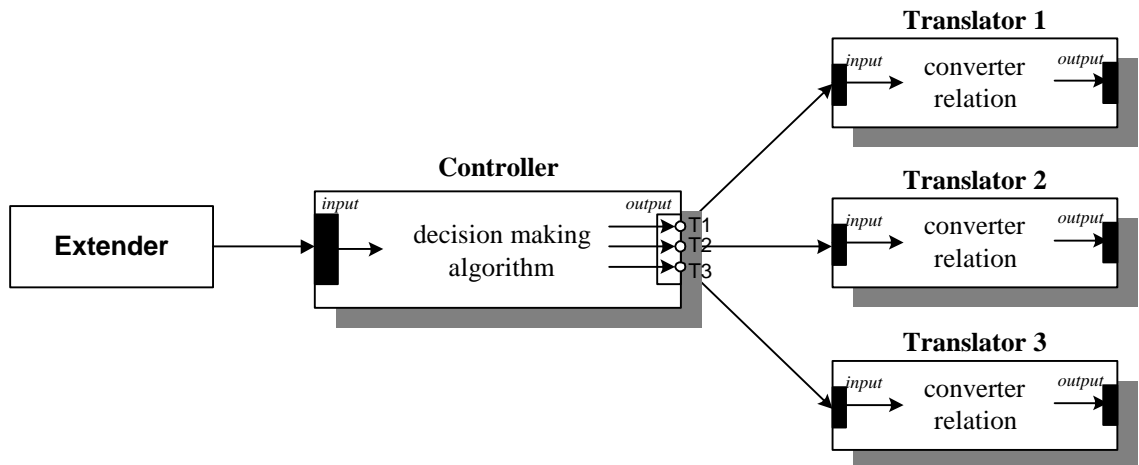 Extender
Controller
input
decision making
algorithm
output
T1
T2
T3
Translator 1
input
converter
relation
output
Translator 2
input
converter
relation
output
Translator 3
input
converter
relation
output